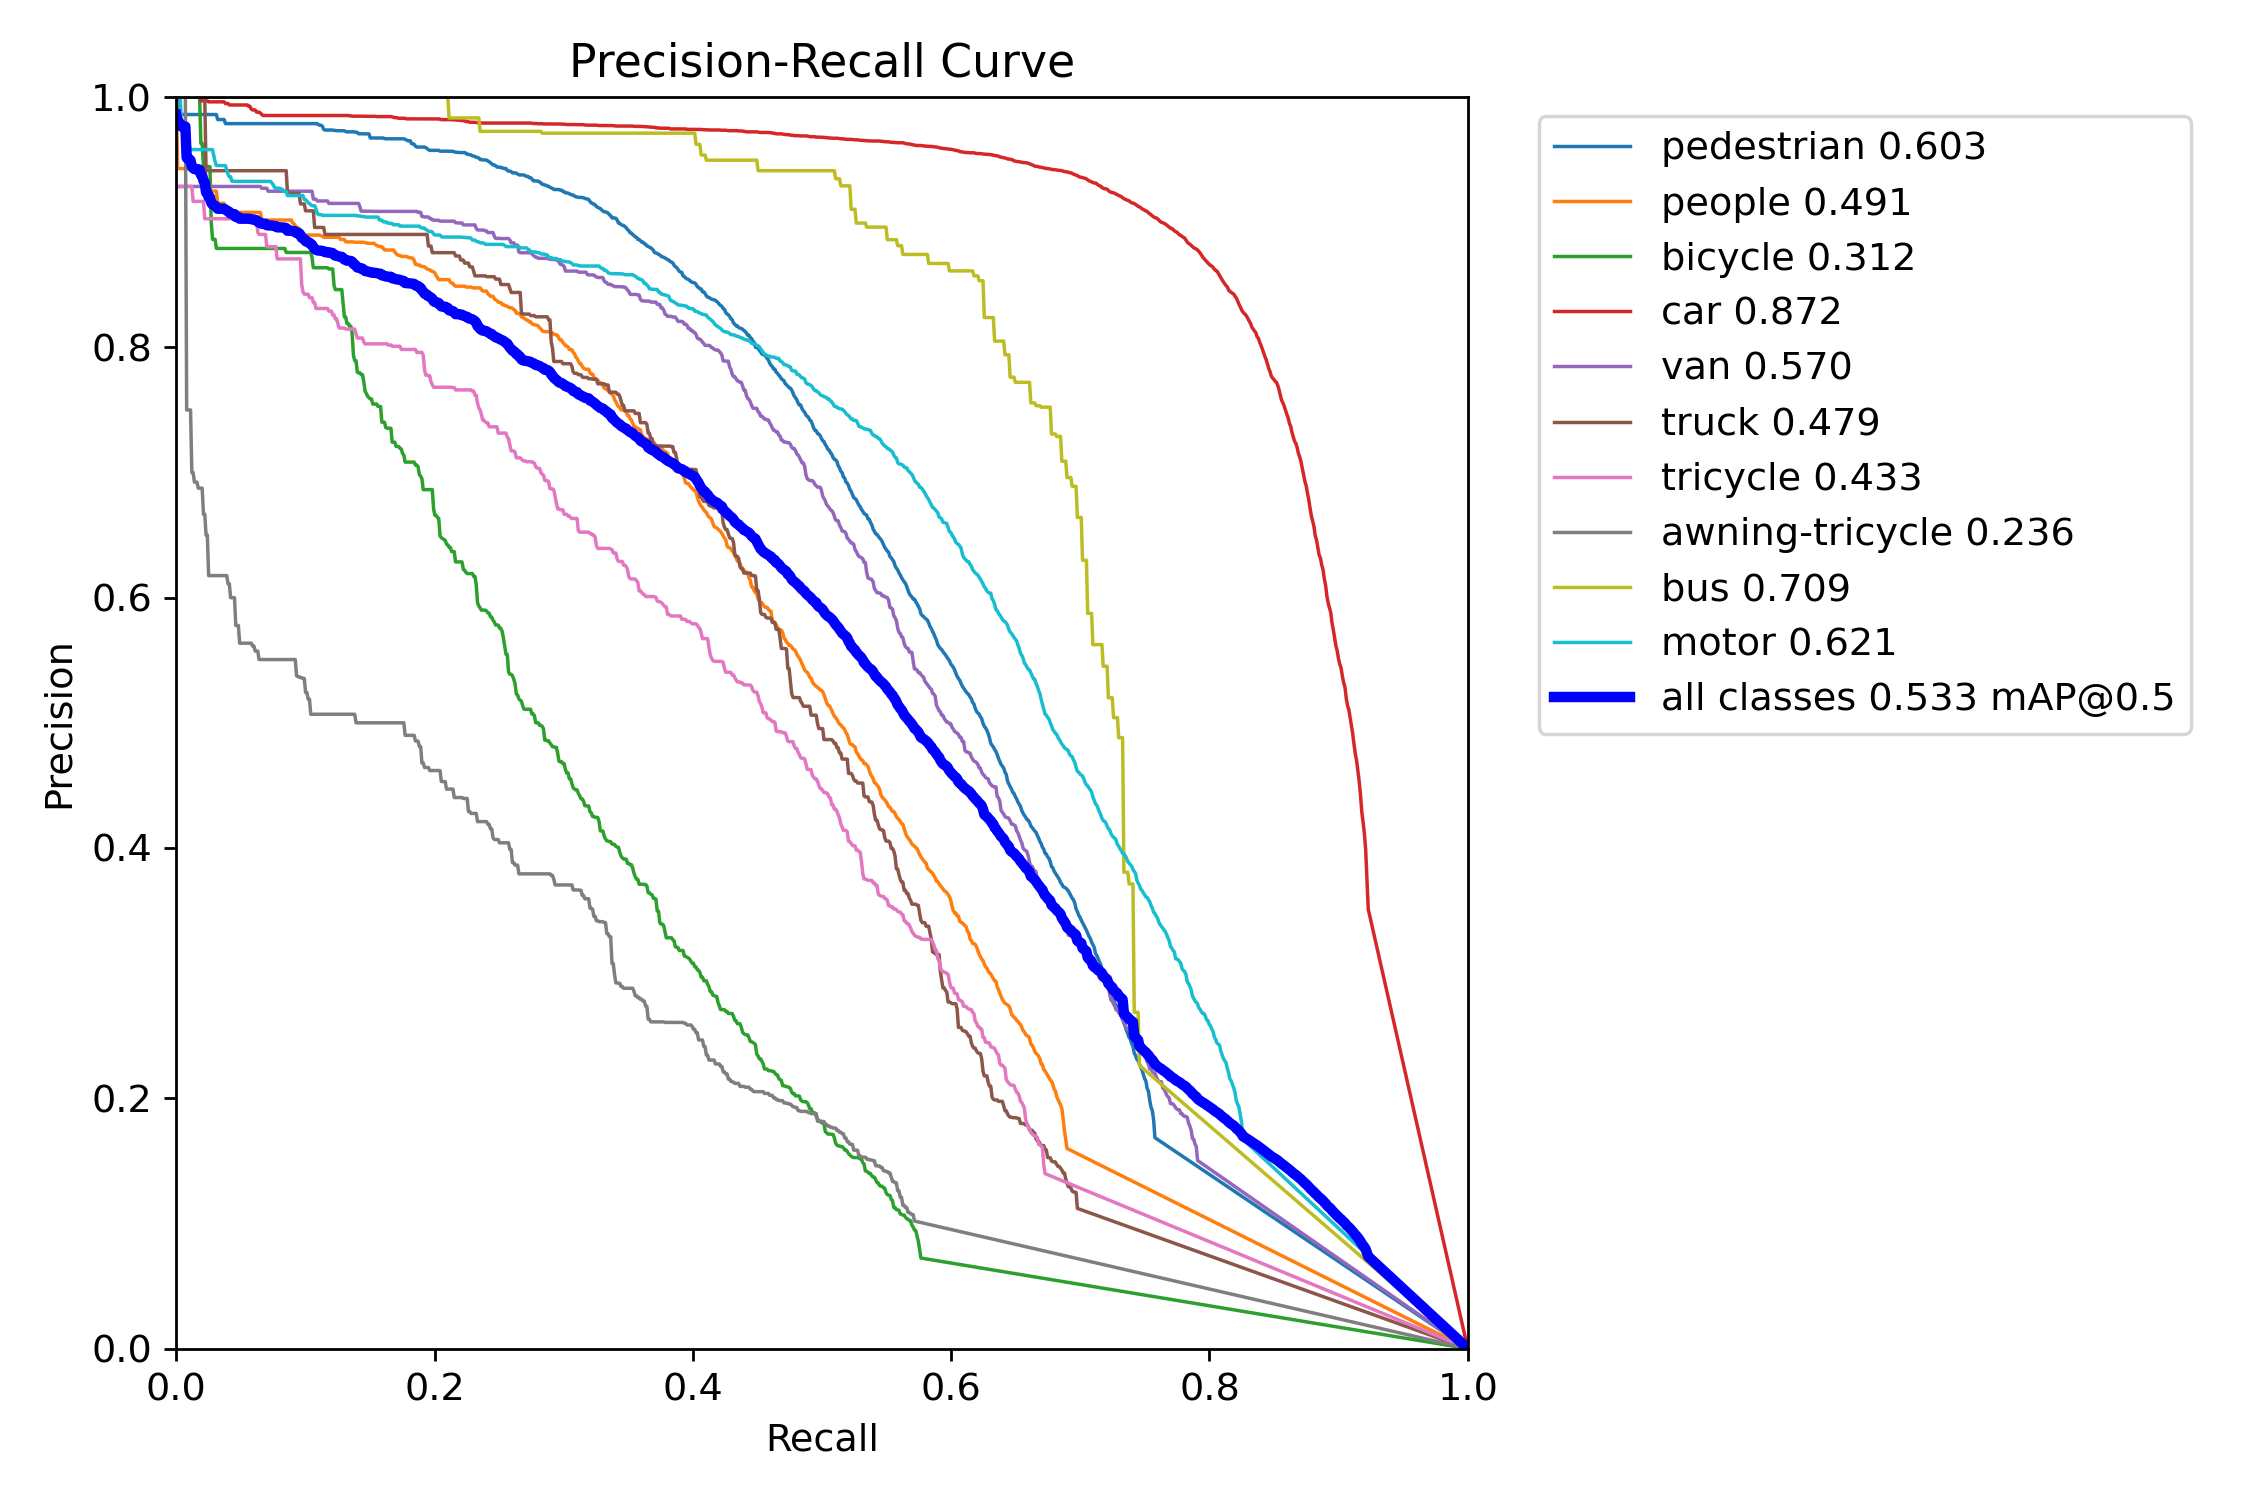 Precision-Recall Curve
1.0
0.8
0.6
0.4
0.2
0.0
Precision
0.0 0.2 0.4 0.6 0.8 1.0
Recall
pedestrian 0.603
people 0.491
bicycle 0.312
car 0.872
van 0.570
truck 0.479
tricycle 0.433
awning-tricycle 0.236
bus 0.709
motor 0.621
all classes 0.533 mAP@0.5